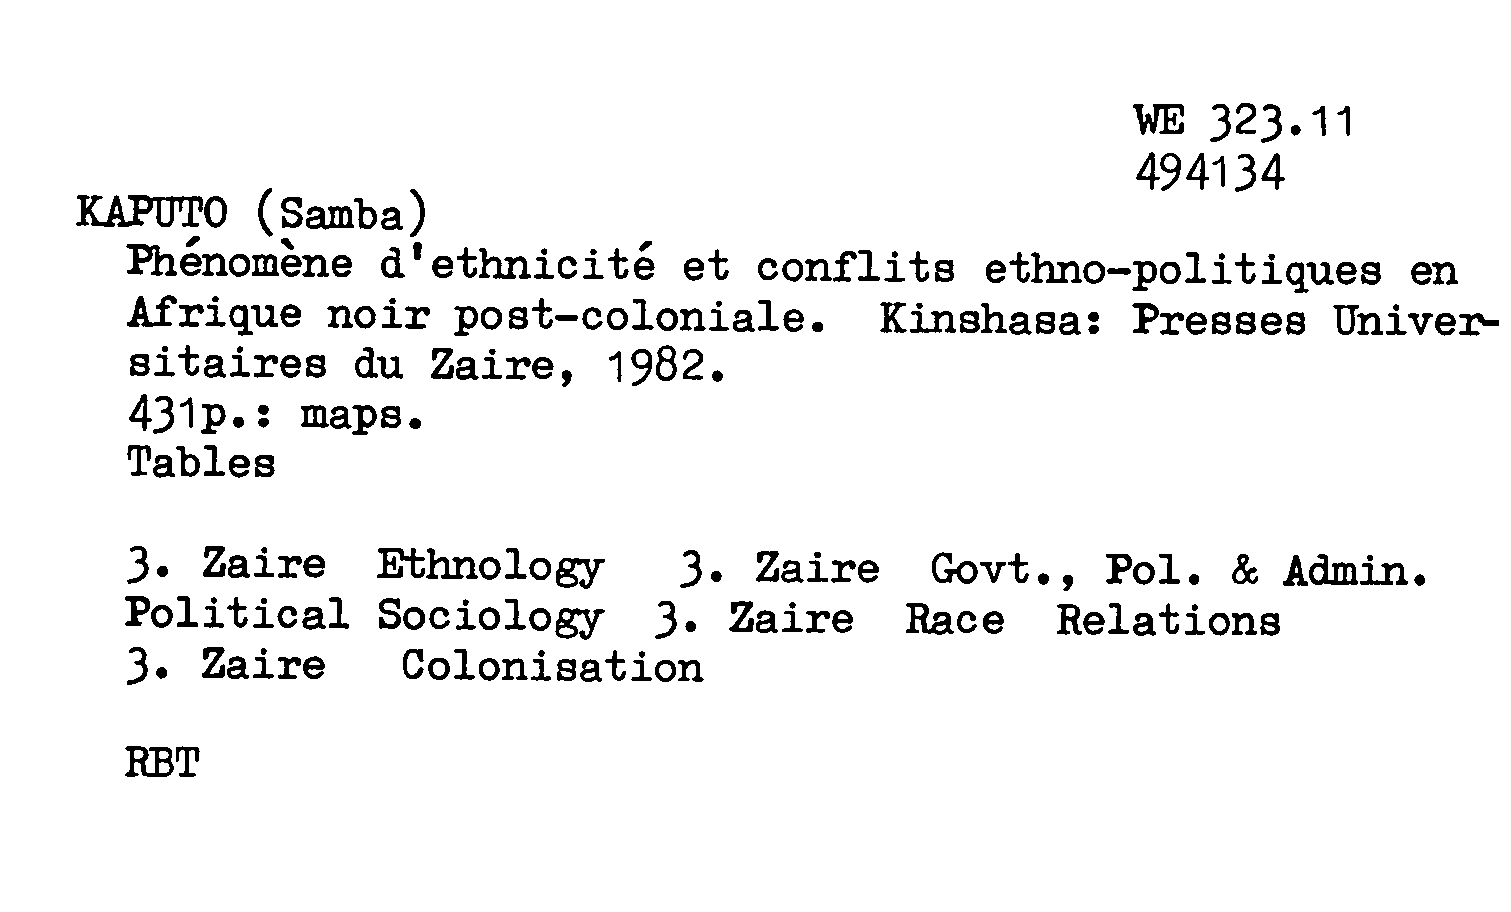 WE 323.11
494134
KAPUTO (Samba)
Phénomène d'ethnicité et conflits ethno-politiques en
Afrique noir post-coloniale. Kinshasa: Presses Univer-
sitaires du Zaire, 1982.
431p.: maps.
Tables
3. Zaire Ethnology 3. Zaire Govt., Pol. & Admin.
Political Sociology 3. Zaire Race Relations
3. Zaire Colonisation
RBT